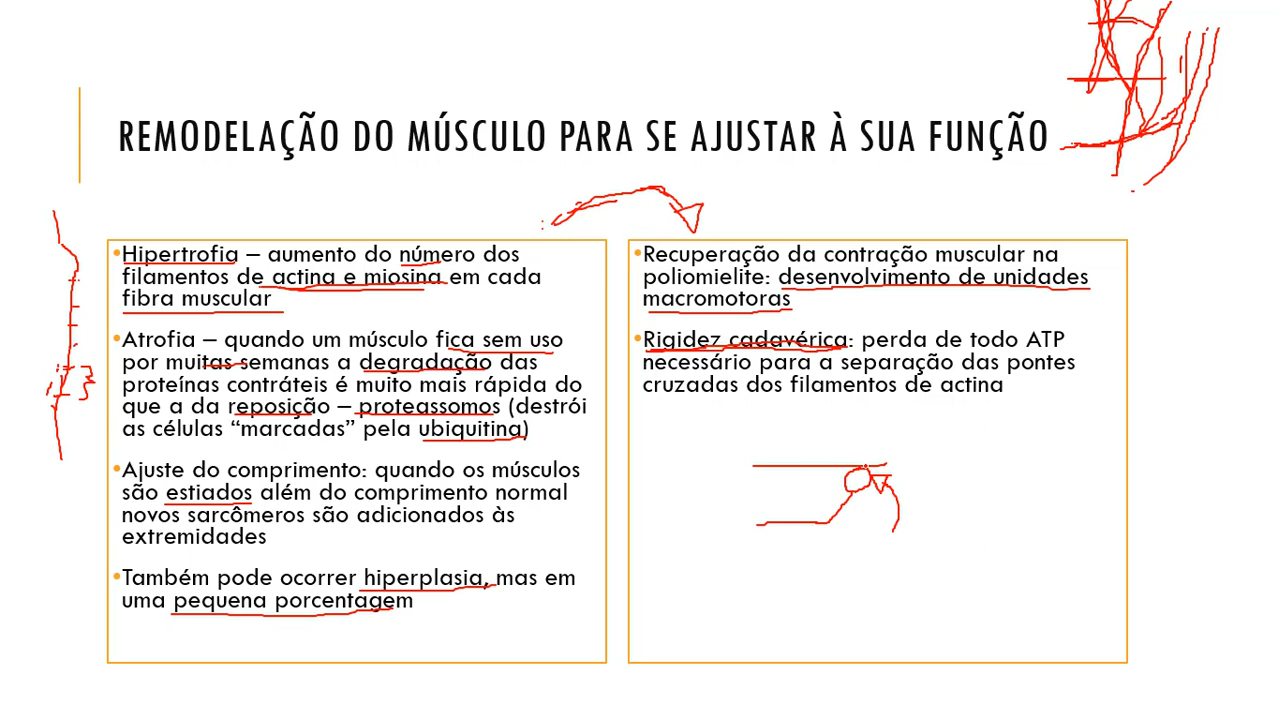 REMODELAÇÃO DO MÚSCULO PARA SE AJUSTAR À SUA FUNÇÃO
•Hipertrofia – aumento do número dos
filamentos de actina e miosina em cada
fibra muscular
•Atrofia – quando um músculo fica sem uso
por muitas semanas a degradação das
proteínas contráteis é muito mais rápida do
que a da reposição – proteassomos (destrói
as células “marcadas” pela ubiquitina)
•Ajuste do comprimento: quando os músculos
são estiados além do comprimento normal
novos sarcômeros são adicionados às
extremidades
•Também pode ocorrer hiperplasia, mas em
uma pequena porcentagem
•Recuperação da contração muscular na
poliomielite: desenvolvimento de unidades
macromotoras
•Rigidez cadavérica: perda de todo ATP
necessário para a separação das pontes
cruzadas dos filamentos de actina